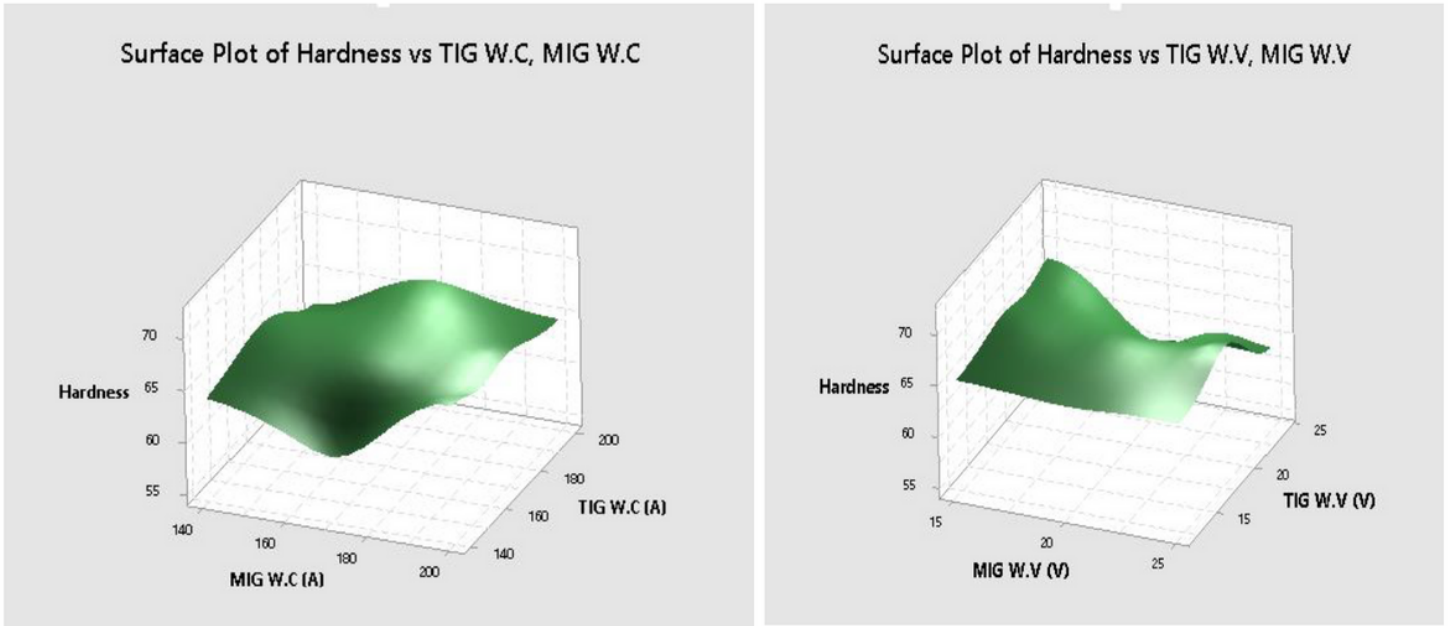 Surface Plot of Hardness vs TIG W.C, MIG W.C
70
65
Hardness
60
55
140
160
180
200
MIG W.C (A)
140
160
180
200
TIG W.C (A)
Surface Plot of Hardness vs TIG W.V, MIG W.V
70
65
Hardness
60
55
15
20
25
MIG W.V (V)
15
20
25
TIG W.V (V)